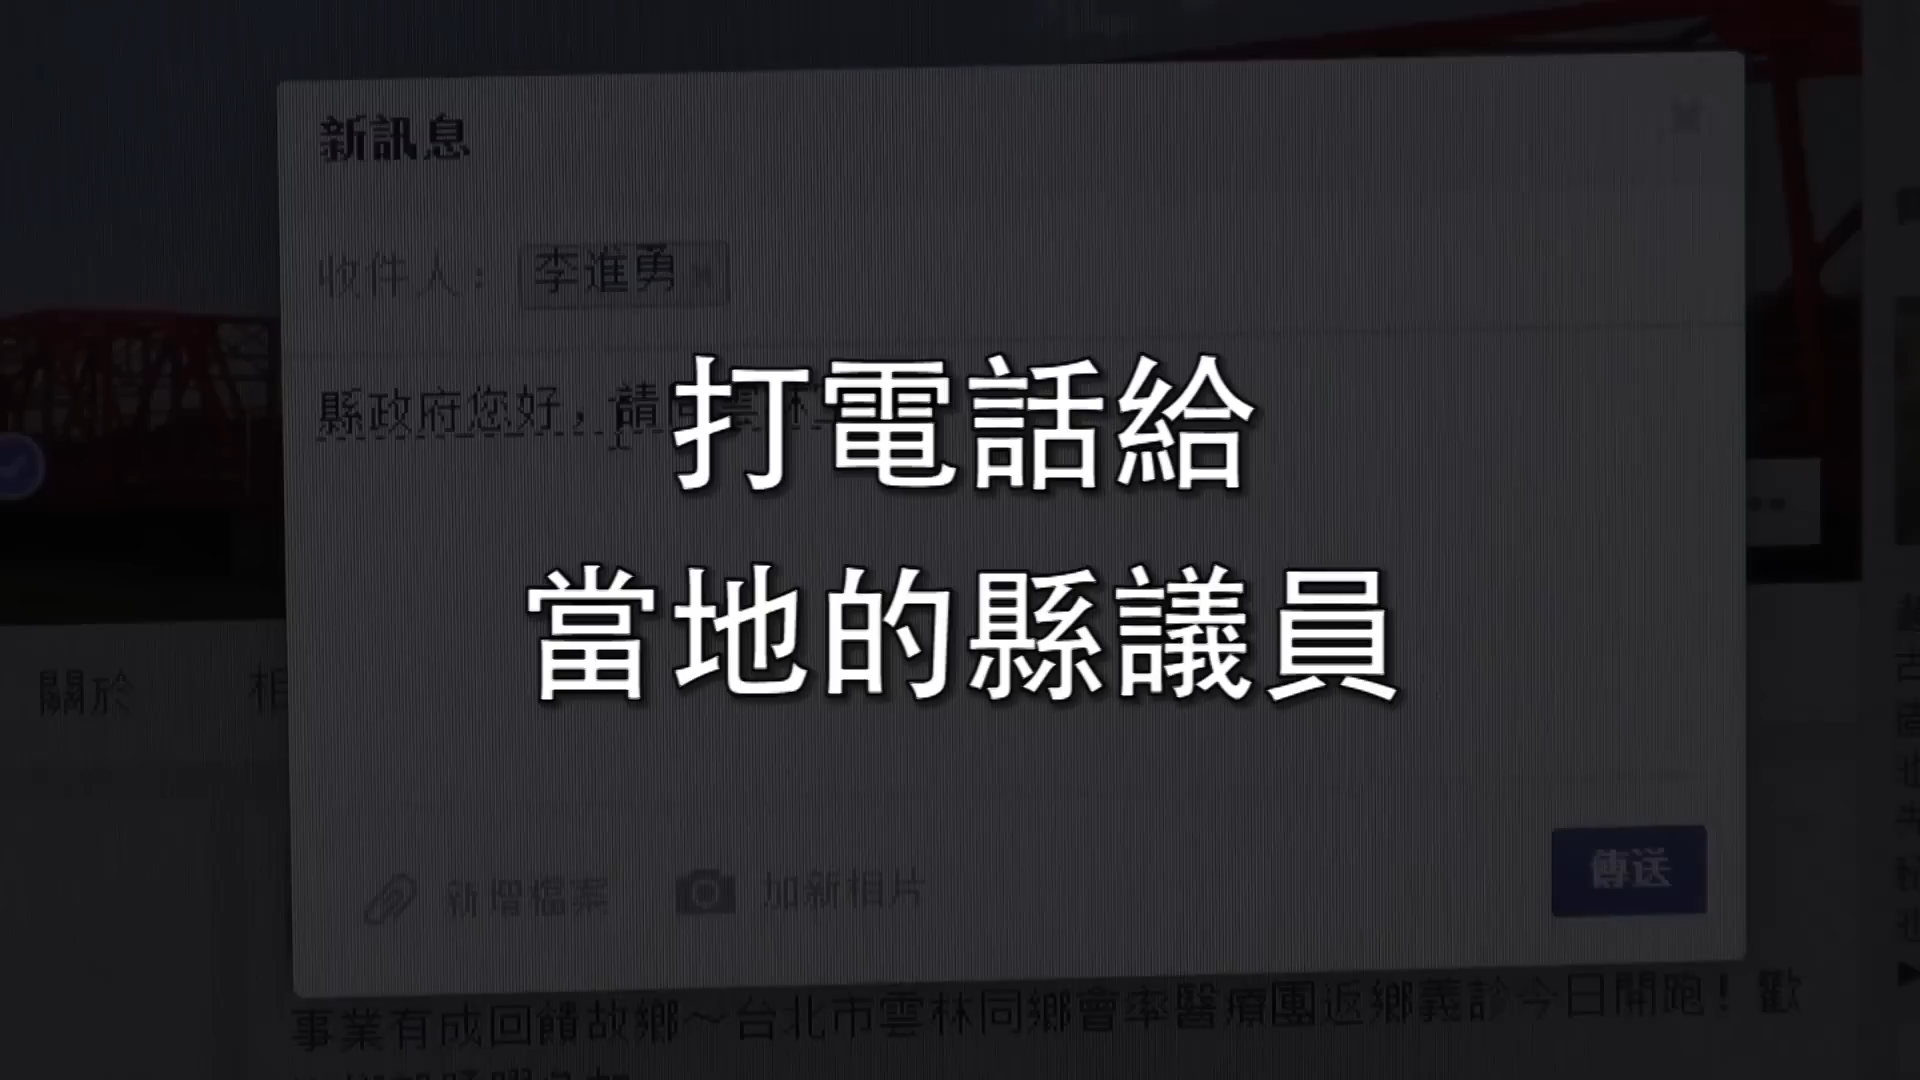 新訊息
收件人：李進勇
縣政府您好，請
打電話給
當地的縣議員
關於
相
新增檔案
加新相片
傳送
事業有成回饋故鄉～台北市雲林同鄉會率醫療團返鄉義診今日開跑！歡